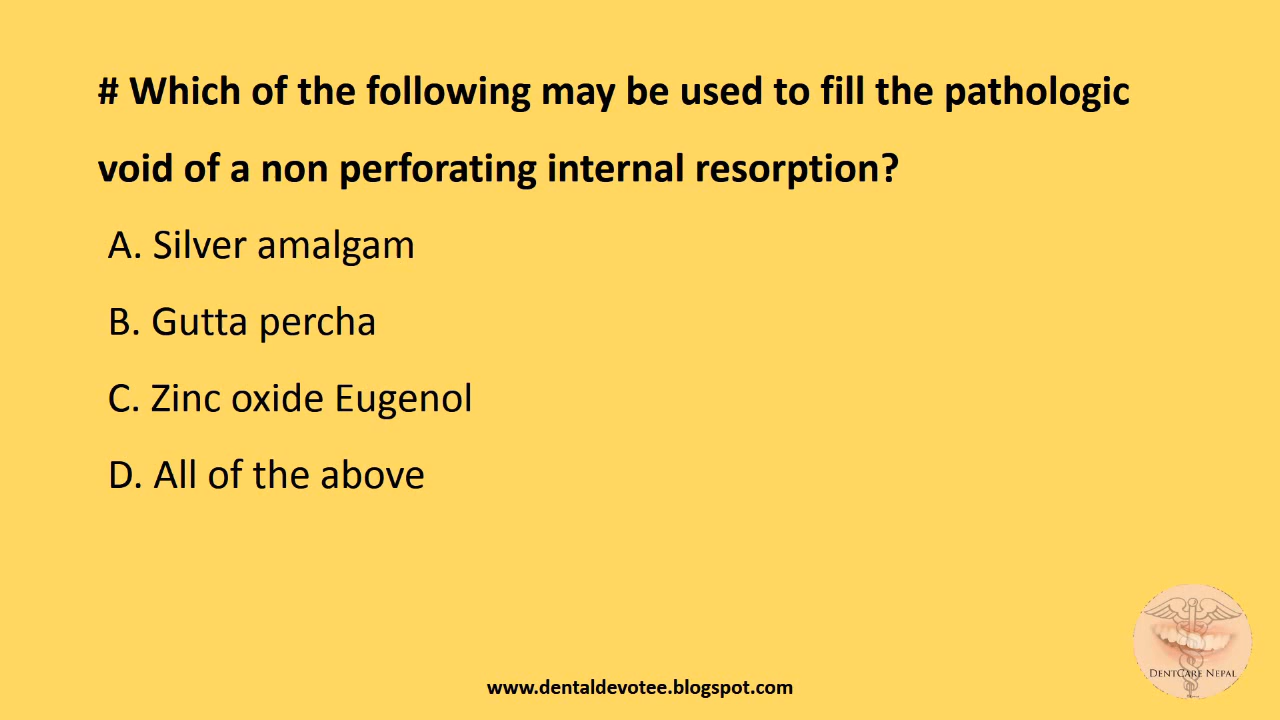 # Which of the following may be used to fill the pathologic
void of a non perforating internal resorption?
A. Silver amalgam
B. Gutta percha
C. Zinc oxide Eugenol
D. All of the above
DentCare Nepal
www.dentaldevotee.blogspot.com